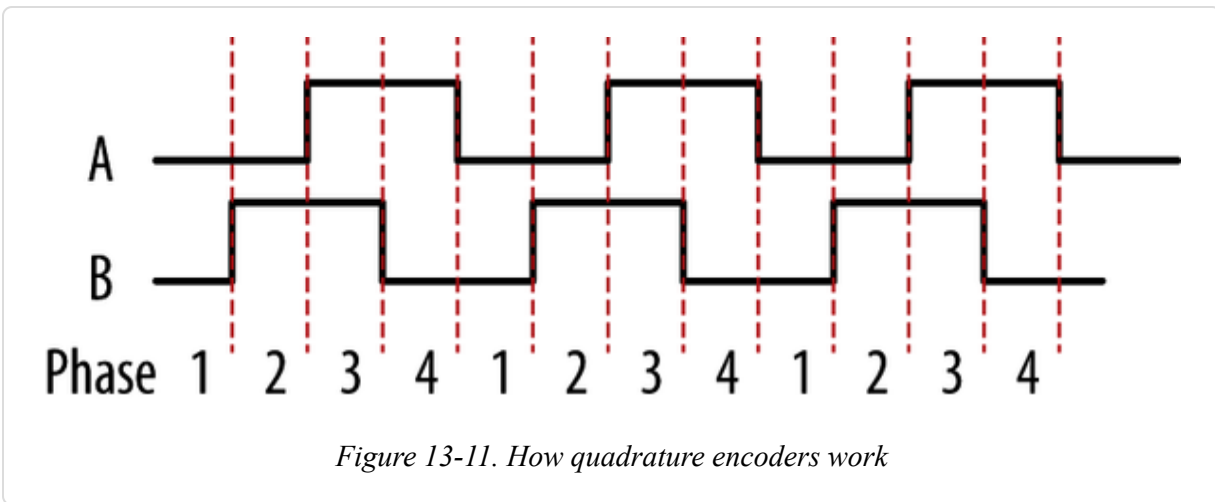 A
B
Phase 1 2 3 4 1 2 3 4 1 2 3 4
Figure 13-11. How quadrature encoders work